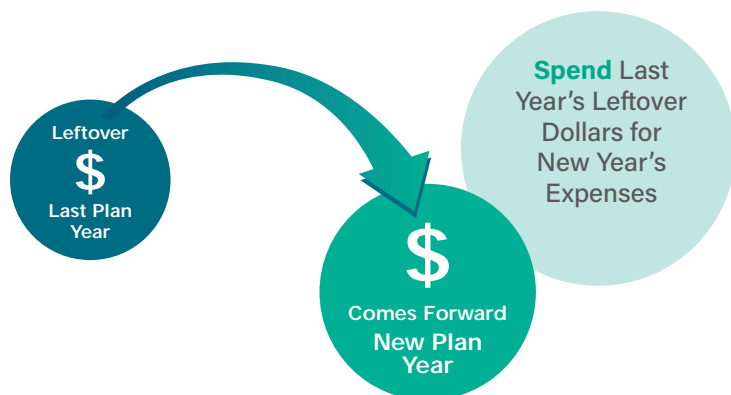 Leftover
$
Last Plan
Year
$
Comes Forward
New Plan
Year
Spend Last
Year’s Leftover
Dollars for
New Year’s
Expenses